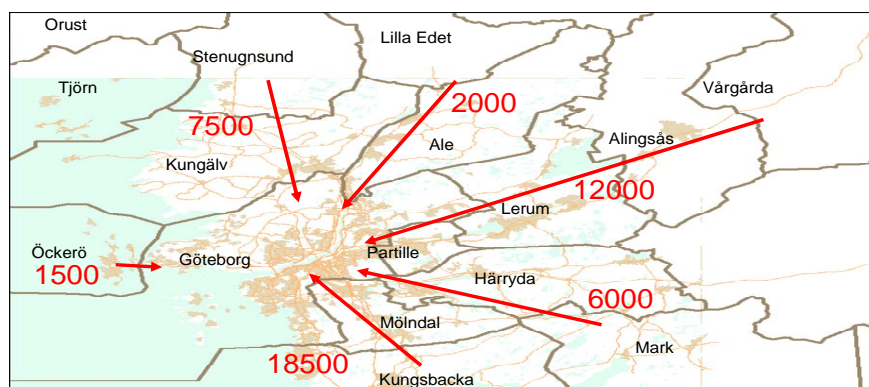 Orust
Lilla Edet
Stenugnsund
Tjörn
Vårgårda
2000
7500
Ale
Alingsås
Kungälv
12000
Lerum
Öckerö
Göteborg
Partille
1500
Härryda
6000
Mölndal
Mark
18500
Kungsbacka